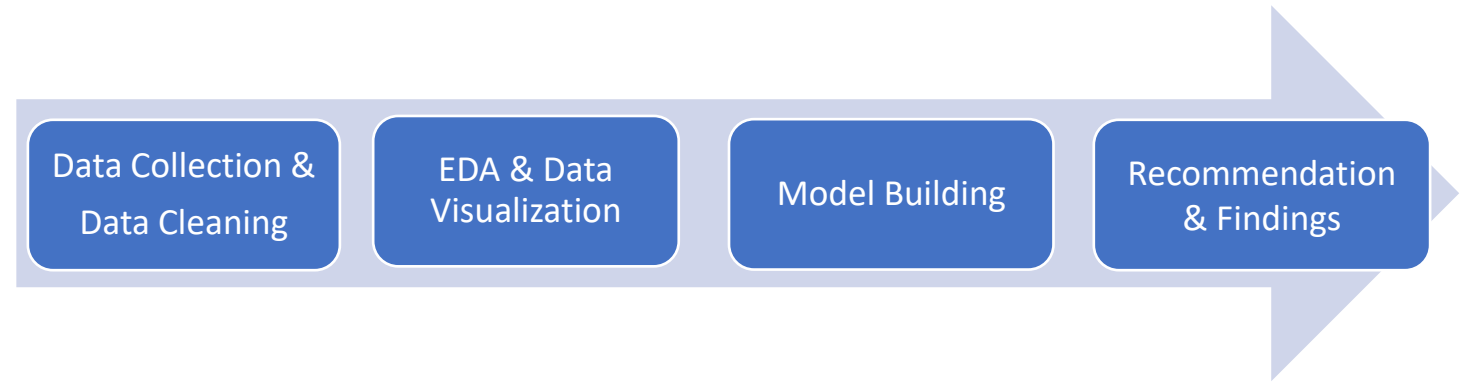 Data Collection &
Data Cleaning
EDA & Data
Visualization
Model Building
Recommendation
& Findings